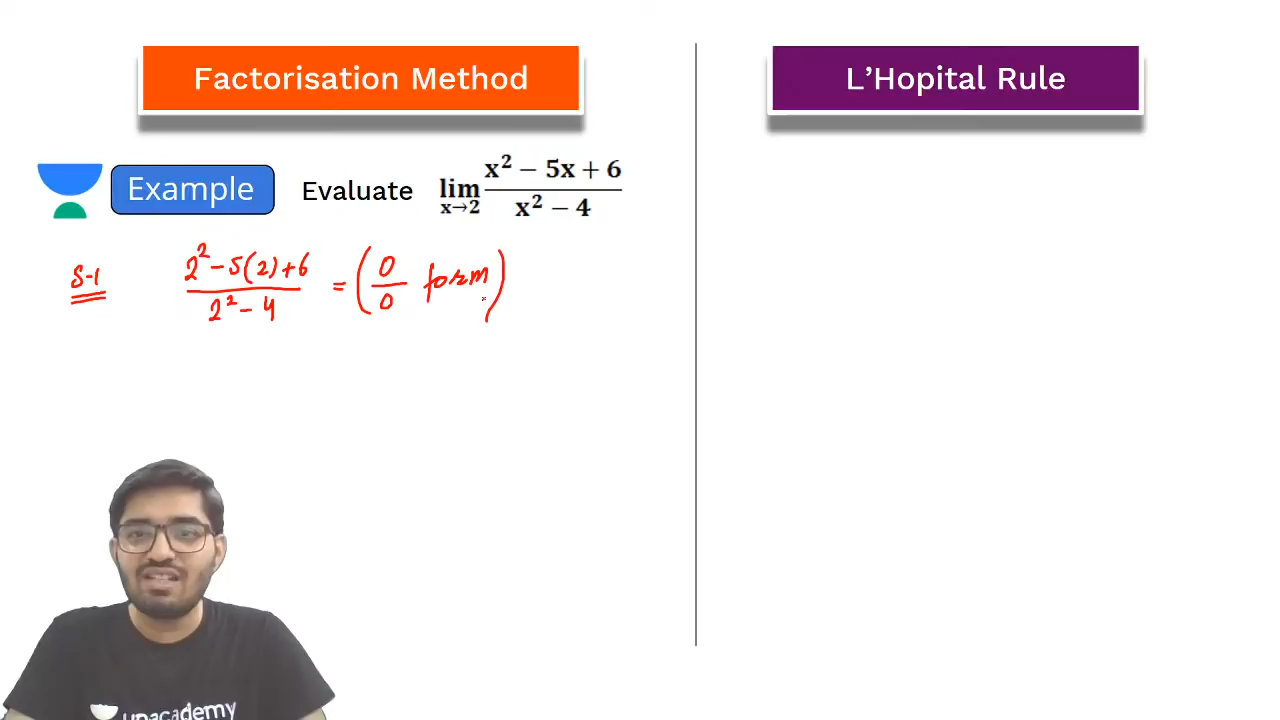 Factorisation Method
L’Hopital Rule
Example Evaluate lim x→2 x² − 5x + 6 / x² − 4
S-1 2² - 5(2) + 6 / 2² - 4 = (0/0 form)
unacademy